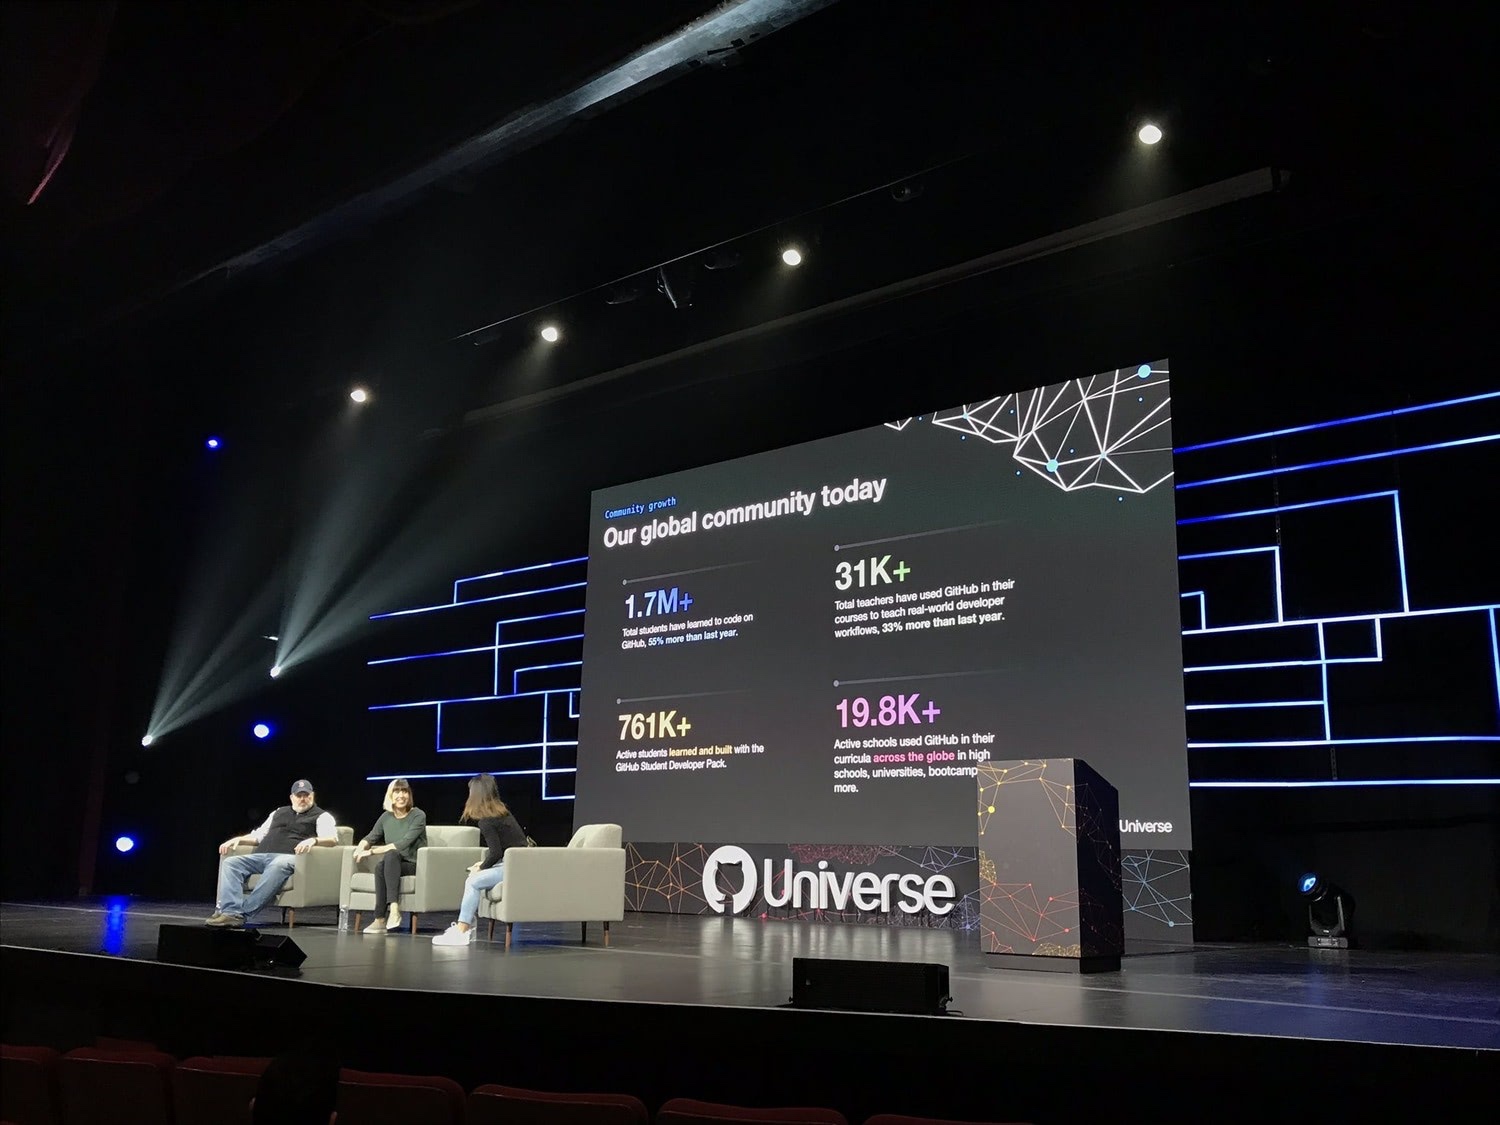 Community growth
Our global community today
1.7M+
Total students have learned to code on
GitHub, 55% more than last year.
31K+
Total teachers have used GitHub in their
courses to teach real-world developer
workflows, 33% more than last year.
761K+
Active students learned and built with the
GitHub Student Developer Pack.
19.8K+
Active schools used GitHub in their
curricula across the globe in high
schools, universities, bootcamp
more.
Universe
Universe